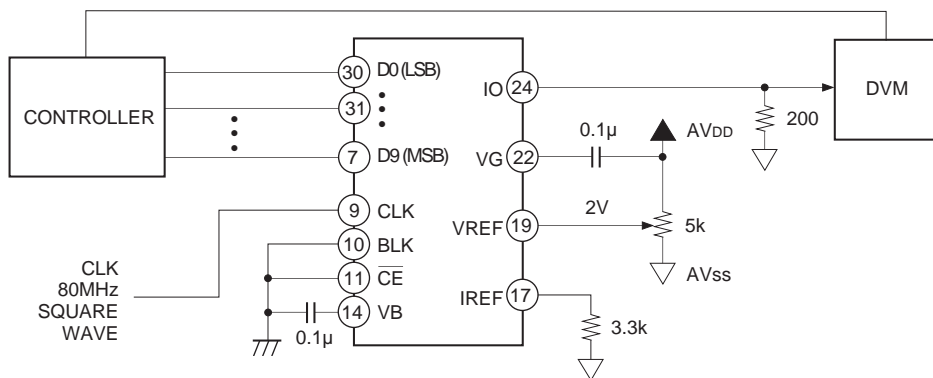 CONTROLLER
30
31
7
9
10
11
14
D0 (LSB)
D9 (MSB)
CLK
BLK
CE
VB
0.1μ
CLK
80MHz
SQUARE
WAVE
IO
24
VG
22
VREF
19
IREF
17
0.1μ
AVDD
2V
5k
AVss
3.3k
200
DVM